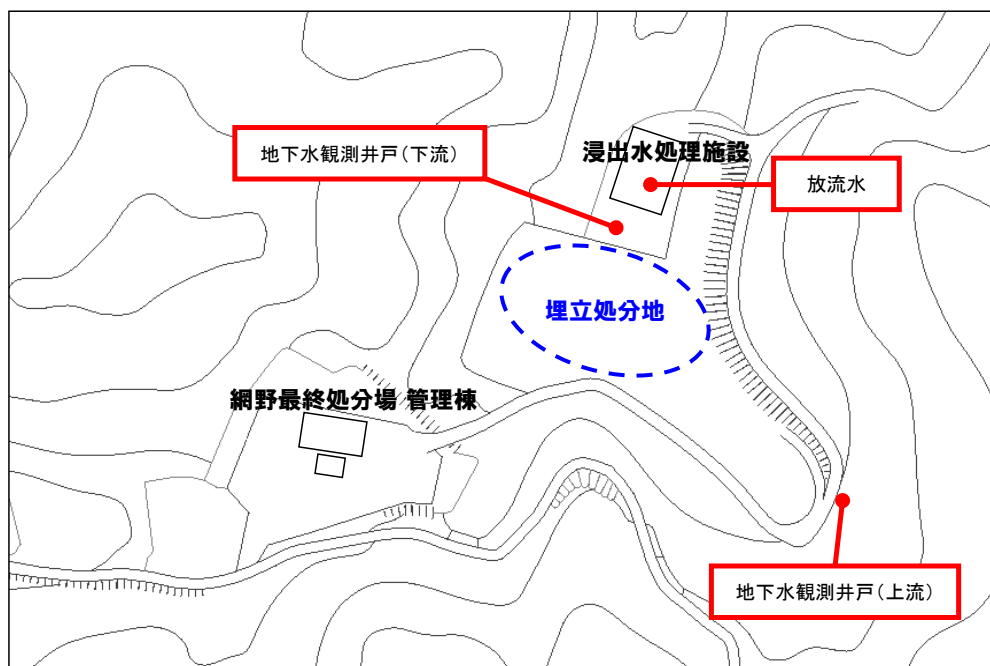 地下水観測井戸（下流）
浸出水処理施設
放流水
埋立処分地
網野最終処分場 管理棟
地下水観測井戸（上流）